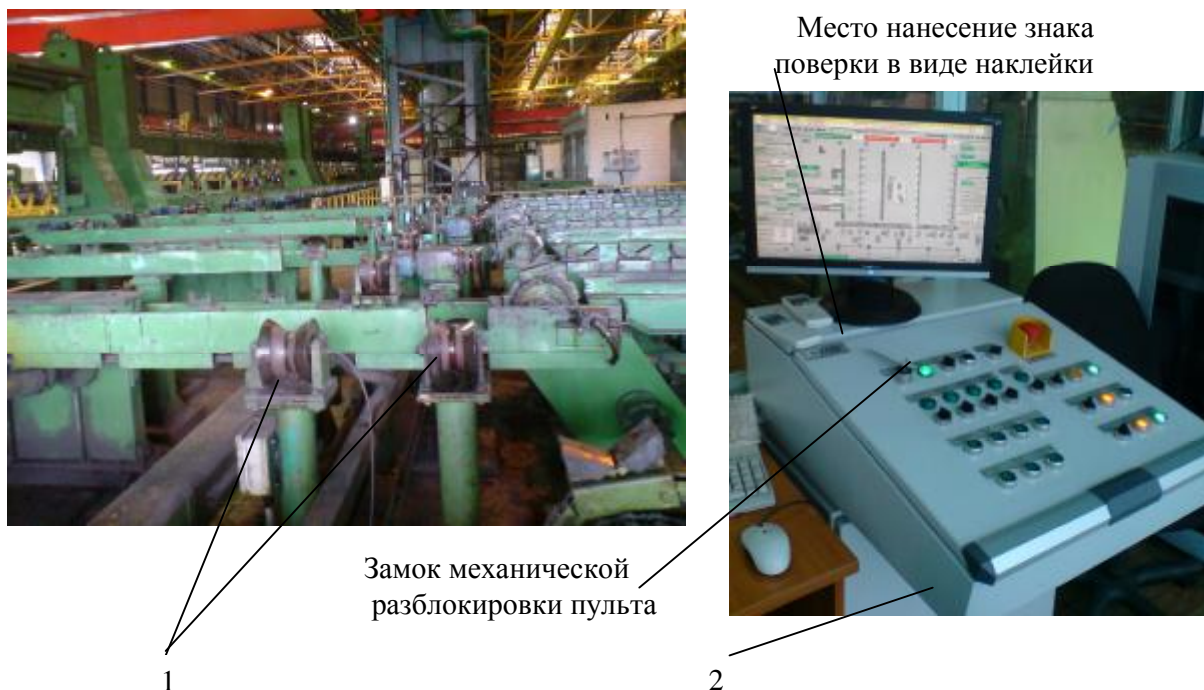 Место нанесение знака
поверки в виде наклейки
Замок механической
разблокировки пульта
1
2